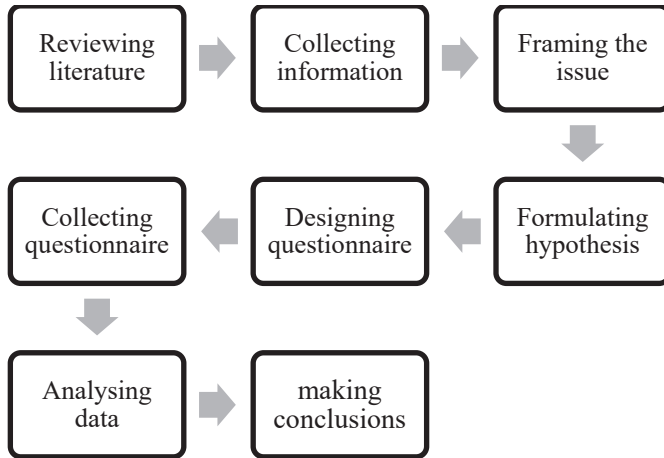 Reviewing
literature
Collecting
information
Framing the
issue
Formulating
hypothesis
Designing
questionnaire
Collecting
questionnaire
Analysing
data
making
conclusions